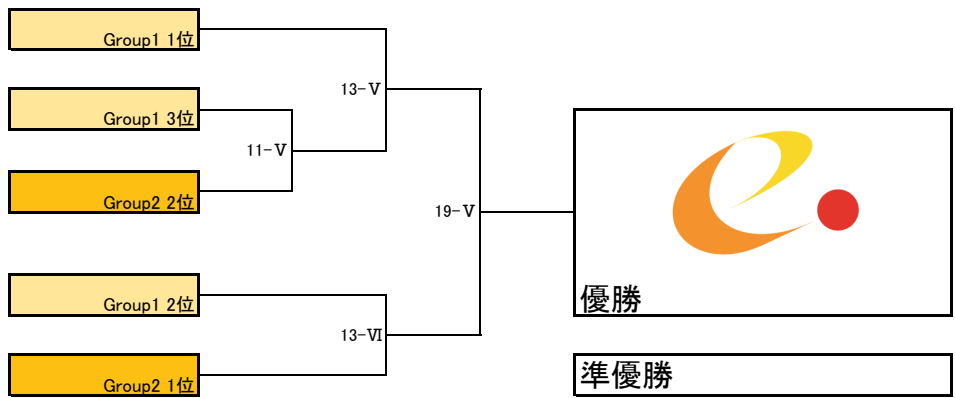 Group1 1位
13-Ⅴ
Group1 3位
11-Ⅴ
Group2 2位
19-Ⅴ
Group1 2位
13-Ⅵ
Group2 1位
優勝
準優勝